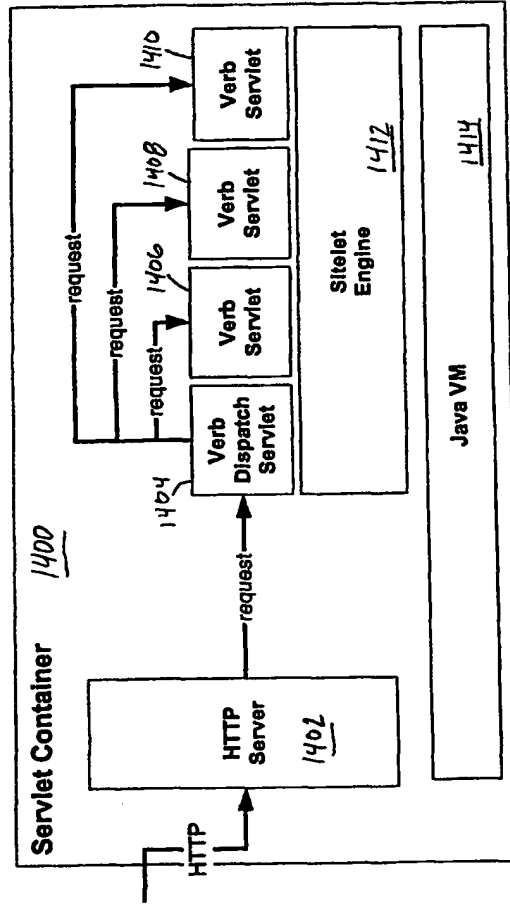 Servlet Container
1400
HTTP
HTTP
Server
1402
request
1404
Verb
Dispatch
Servlet
request
1406
Verb
Servlet
request
1408
Verb
Servlet
request
1410
Verb
Servlet
Sitelet
Engine
1412
Java VM
1414